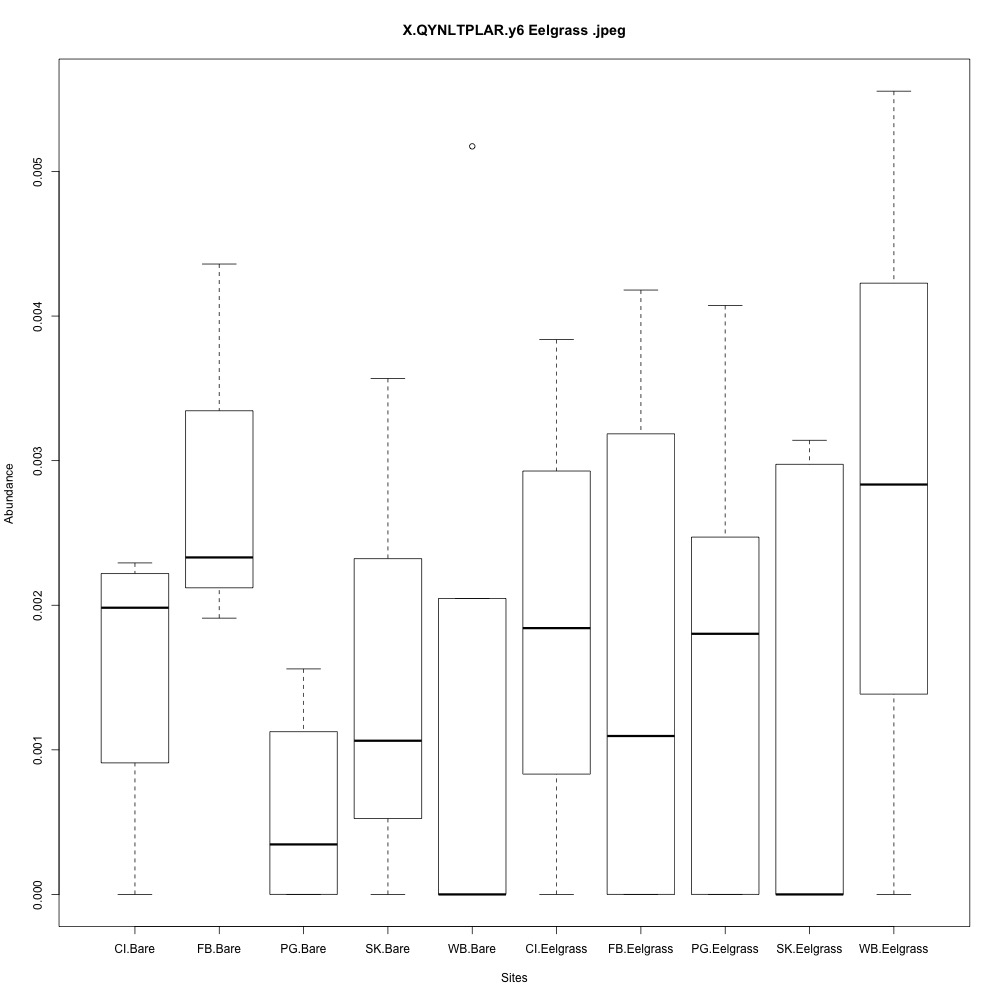 X.QYNLTPLAR.y6 Eelgrass .jpeg
Abundance
0.005
0.004
0.003
0.002
0.001
0.000
CI.Bare FB.Bare PG.Bare SK.Bare WB.Bare CI.Eelgrass FB.Eelgrass PG.Eelgrass SK.Eelgrass WB.Eelgrass
Sites